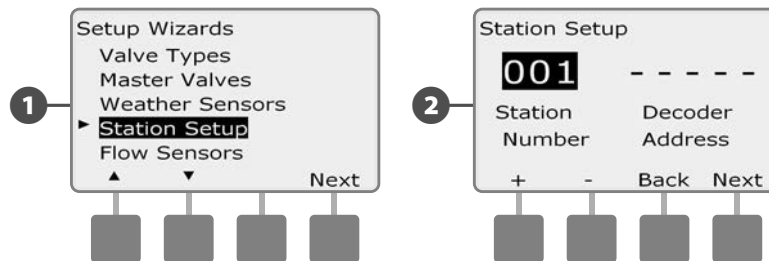 1
Setup Wizards
Valve Types
Master Valves
Weather Sensors
► Station Setup
Flow Sensors
▲ ▼ Next
2
Station Setup
001 - - - - -
Station Decoder
Number Address
+ - Back Next